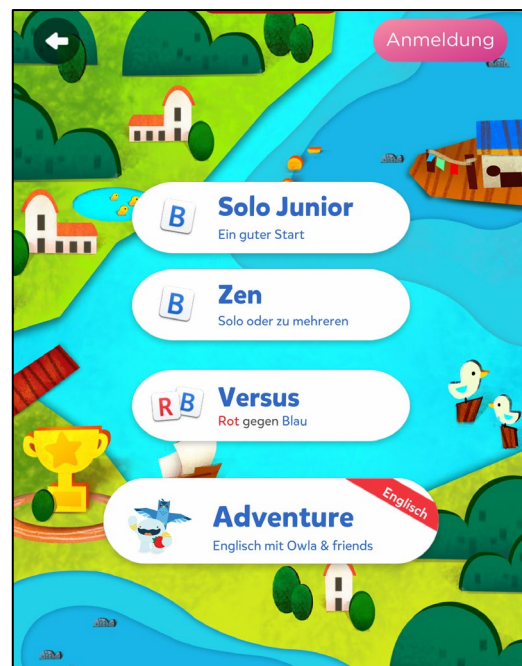 Anmeldung
B
Solo Junior
Ein guter Start
B
Zen
Solo oder zu mehreren
R B
Versus
Rot gegen Blau
Englisch
Adventure
Englisch mit Owla & friends